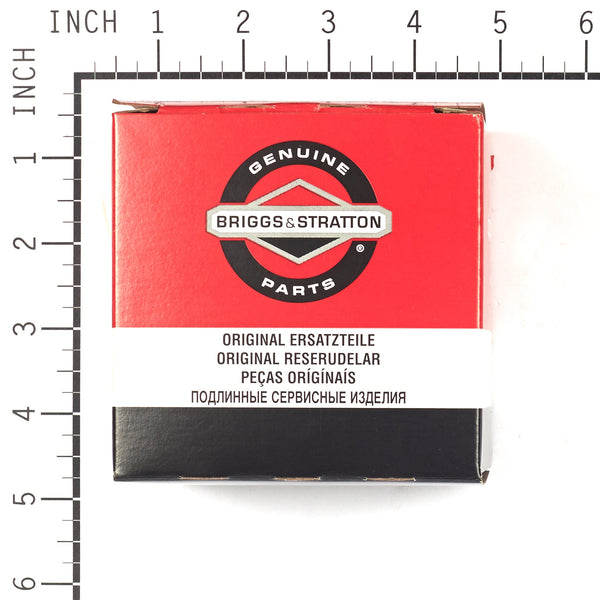 INCH 1 2 3 4 5 6
INCH
1
2
3
4
5
6
GENUINE
BRIGGS & STRATTON
®
PARTS
ORIGINAL ERSATZTEILE
ORIGINAL RESERUDELAR
PEÇAS ORÍGÍNAÍS
ПОДЛИННЫЕ СЕРВИСНЫЕ ИЗДЕЛИЯ